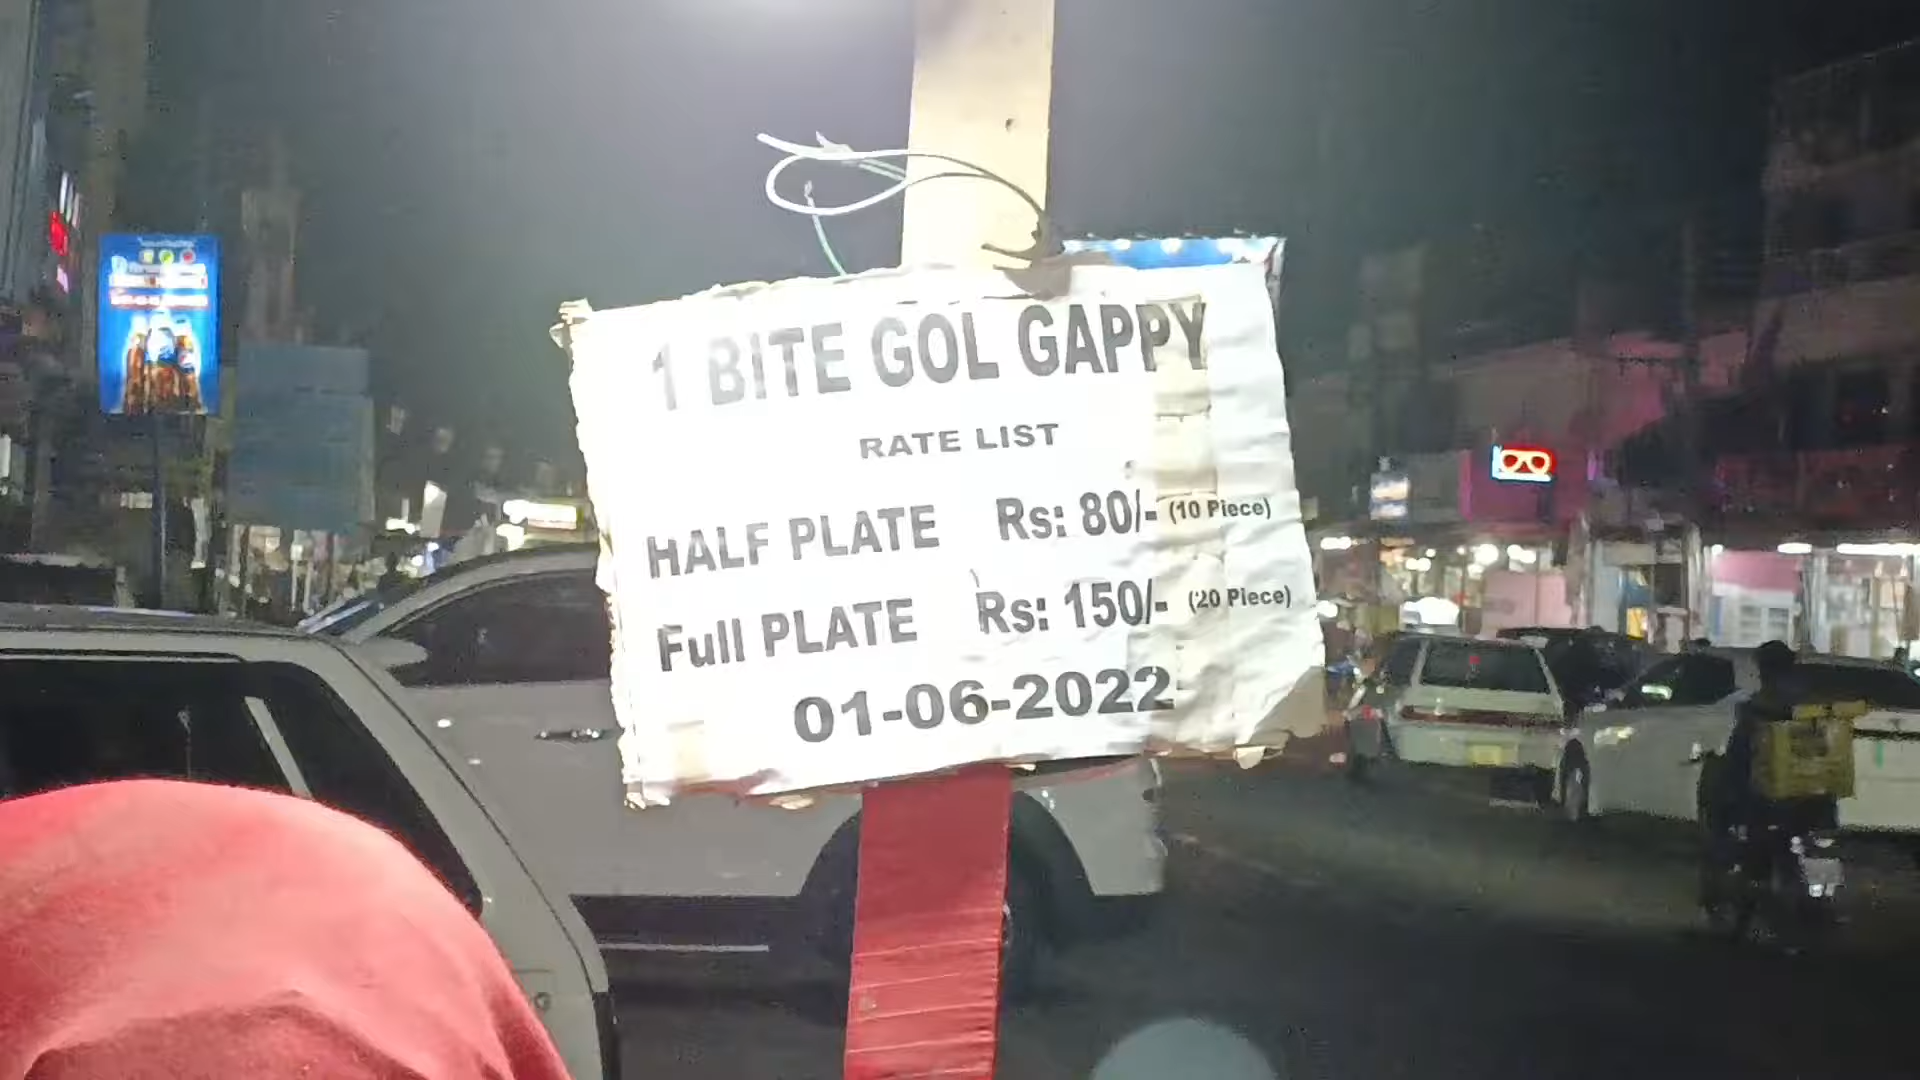 1 BITE GOL GAPPY
RATE LIST
HALF PLATE Rs: 80/- (10 Piece)
Full PLATE Rs: 150/- (20 Piece)
01-06-2022